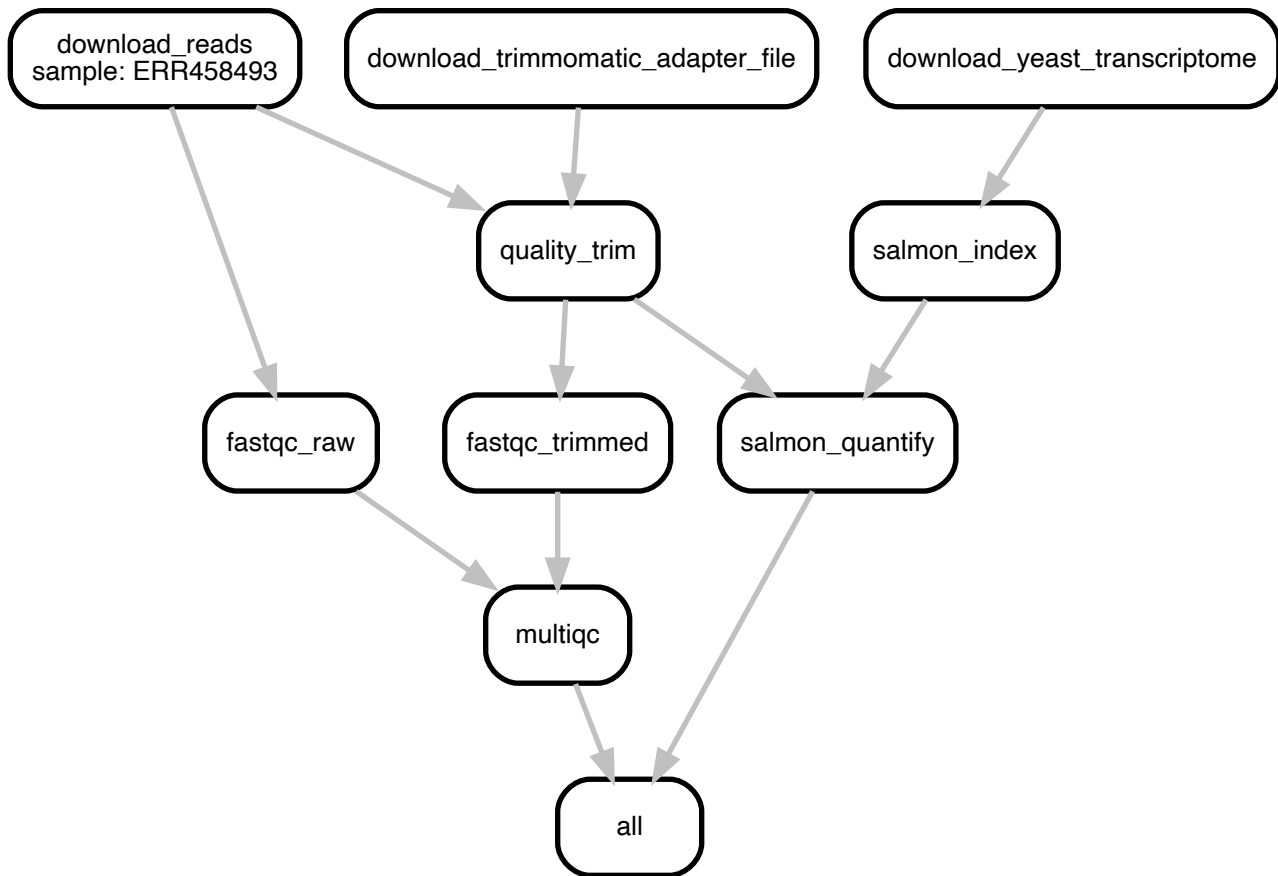 download_reads
sample: ERR458493
download_trimmomatic_adapter_file
download_yeast_transcriptome
quality_trim
salmon_index
fastqc_raw
fastqc_trimmed
salmon_quantify
multiqc
all